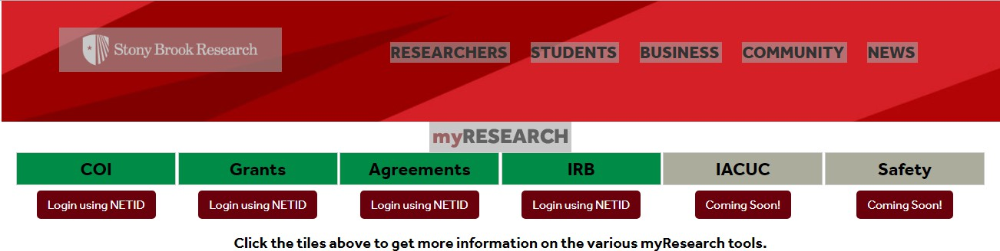 Stony Brook Research
RESEARCHERS STUDENTS BUSINESS COMMUNITY NEWS
myRESEARCH
COI Grants Agreements IRB IACUC Safety
Login using NETID Login using NETID Login using NETID Login using NETID Coming Soon! Coming Soon!
Click the tiles above to get more information on the various myResearch tools.